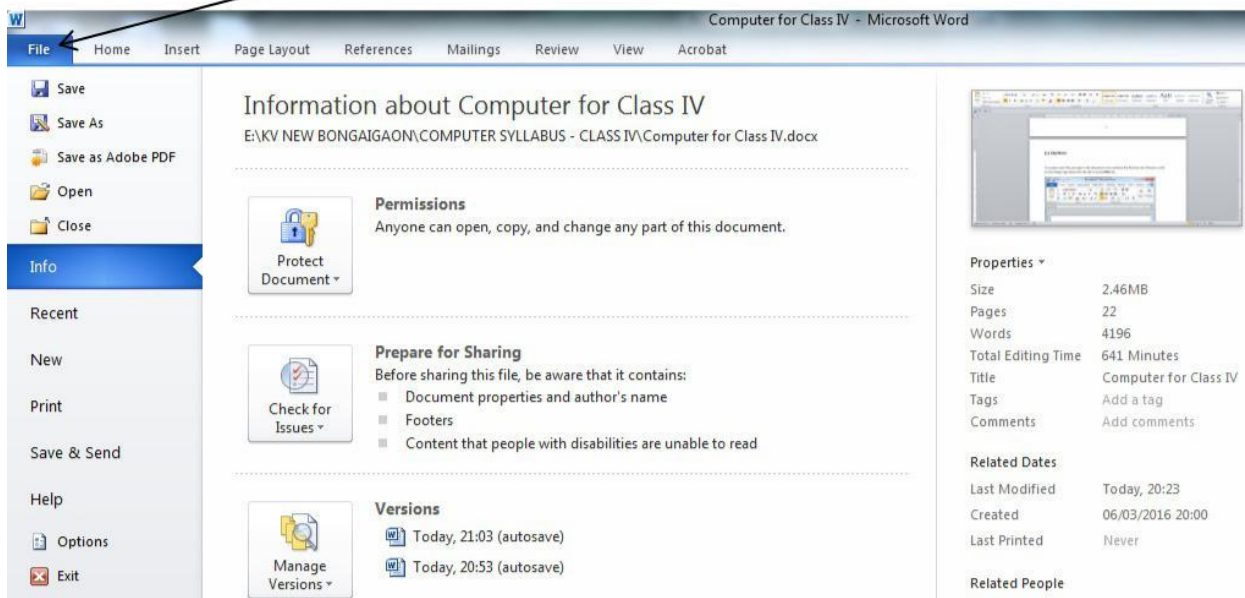 W
Computer for Class IV - Microsoft Word
File Home Insert Page Layout References Mailings Review View Acrobat
Save
Save As
Save as Adobe PDF
Open
Close
Info
Recent
New
Print
Save & Send
Help
Options
Exit
Information about Computer for Class IV
E:\KV NEW BONGAIGAON\COMPUTER SYLLABUS - CLASS IV\Computer for Class IV.docx
Protect
Document
Permissions
Anyone can open, copy, and change any part of this document.
Check for
Issues
Prepare for Sharing
Before sharing this file, be aware that it contains:
Document properties and author's name
Footers
Content that people with disabilities are unable to read
Manage
Versions
Versions
Today, 21:03 (autosave)
Today, 20:53 (autosave)
Properties
Size 2.46MB
Pages 22
Words 4196
Total Editing Time 641 Minutes
Title Computer for Class IV
Tags Add a tag
Comments Add comments
Related Dates
Last Modified Today, 20:23
Created 06/03/2016 20:00
Last Printed Never
Related People